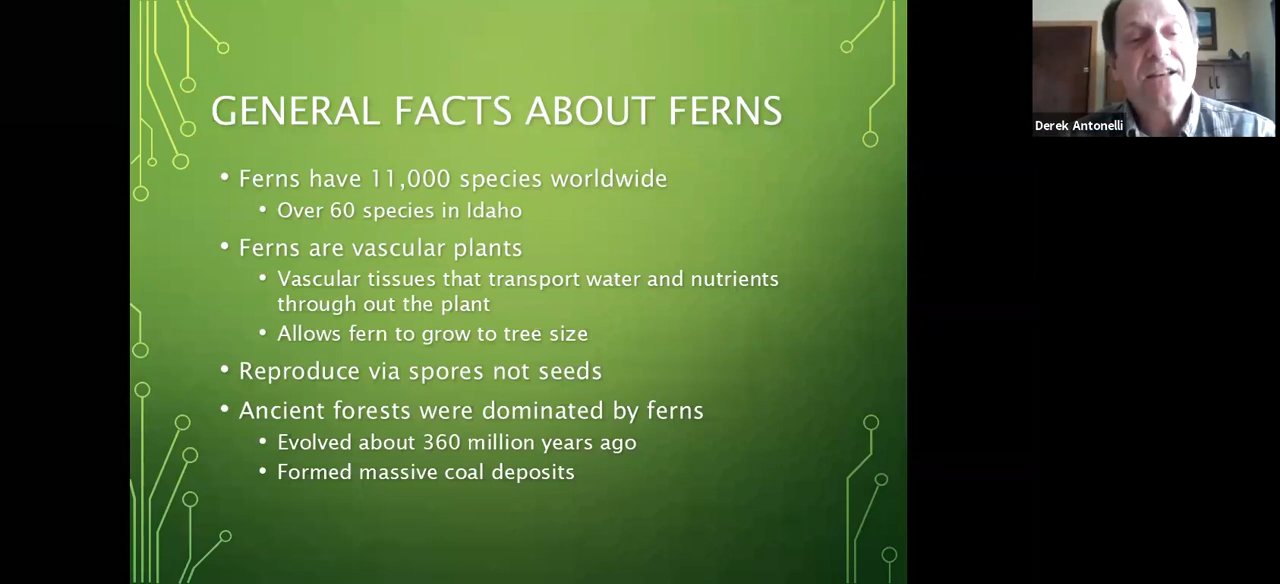 GENERAL FACTS ABOUT FERNS
• Ferns have 11,000 species worldwide
• Over 60 species in Idaho
• Ferns are vascular plants
• Vascular tissues that transport water and nutrients
through out the plant
• Allows fern to grow to tree size
• Reproduce via spores not seeds
• Ancient forests were dominated by ferns
• Evolved about 360 million years ago
• Formed massive coal deposits
Derek Antonelli